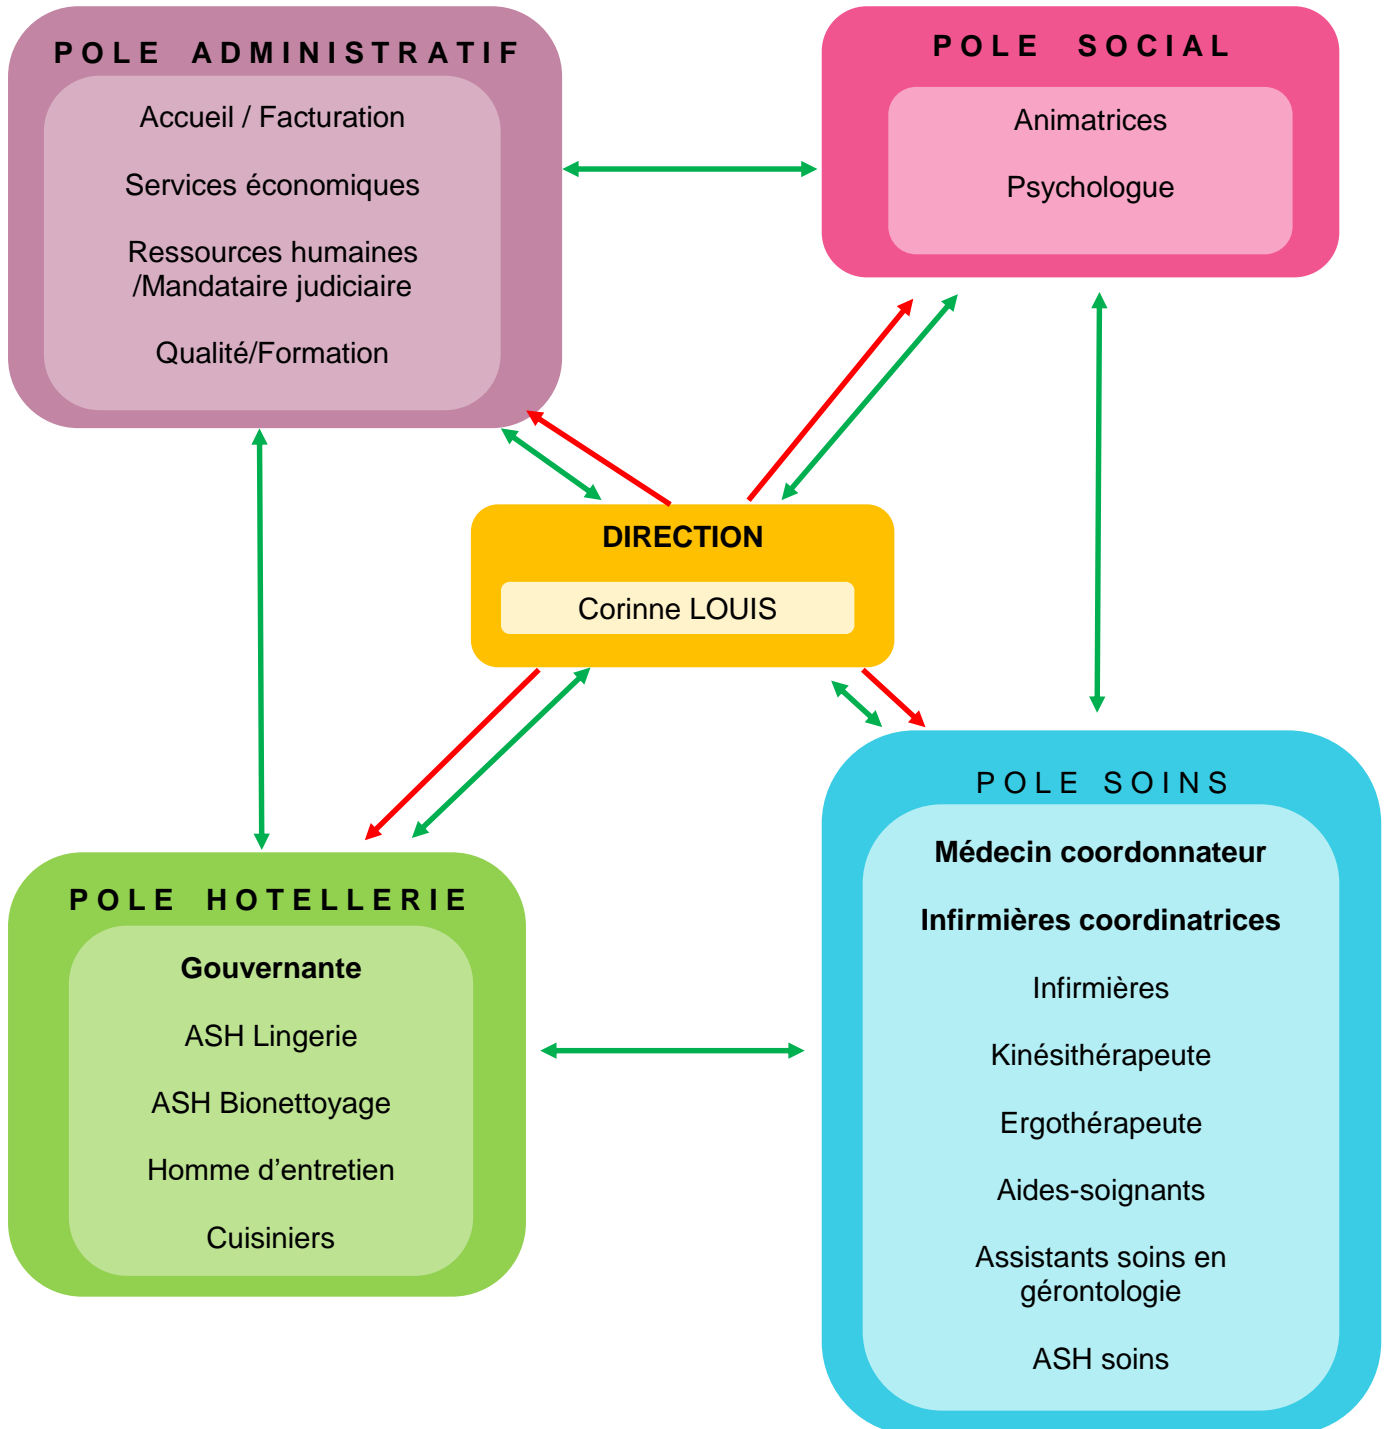 POLE ADMINISTRATIF
Accueil / Facturation
Services économiques
Ressources humaines
/Mandataire judiciaire
Qualité/Formation
POLE SOCIAL
Animatrices
Psychologue
DIRECTION
Corinne LOUIS
POLE HOTELLERIE
Gouvernante
ASH Lingerie
ASH Bionettoyage
Homme d’entretien
Cuisiniers
POLE SOINS
Médecin coordonnateur
Infirmières coordinatrices
Infirmières
Kinésithérapeute
Ergothérapeute
Aides-soignants
Assistants soins en
gérontologie
ASH soins